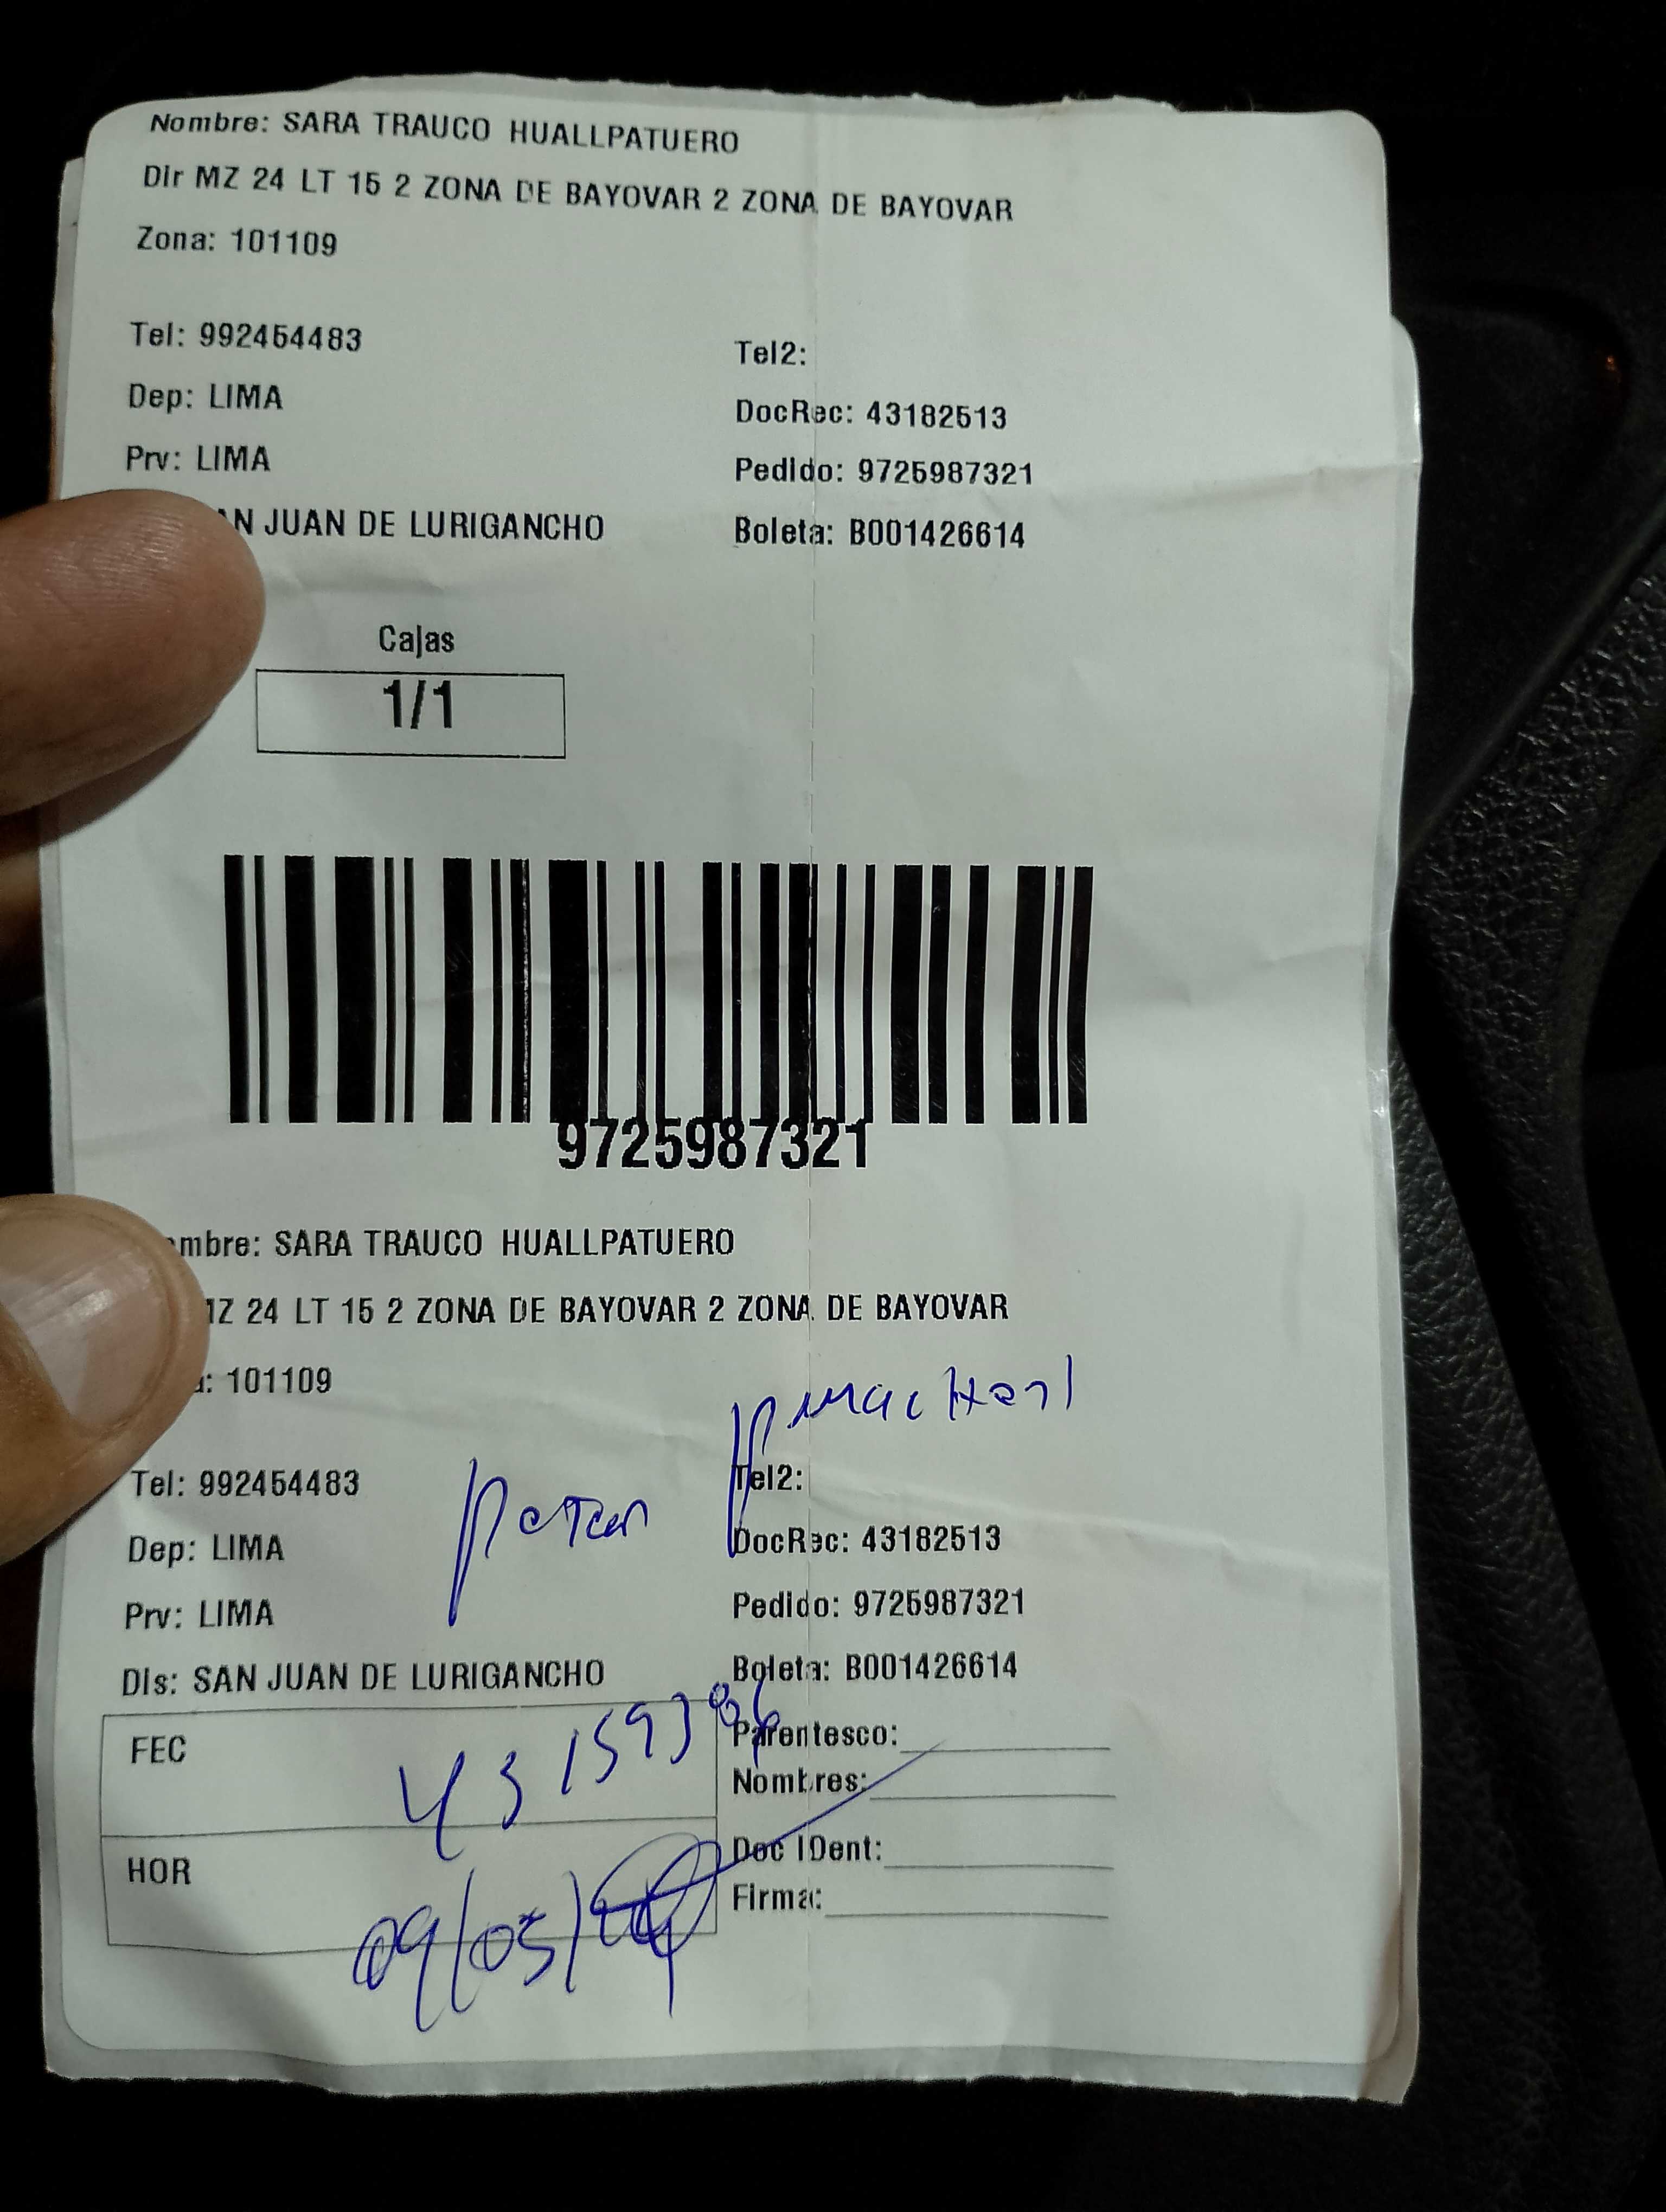 Nombre: SARA TRAUCO HUALLPATUERO
Dir MZ 24 LT 15 2 ZONA DE BAYOVAR 2 ZONA DE BAYOVAR
Zona: 101109
Tel: 992454483 Tel2:
Dep: LIMA DocRec: 43182513
Prv: LIMA Pedido: 9725987321
AN JUAN DE LURIGANCHO Boleta: B001426614
Cajas
1/1
9725987321
ombre: SARA TRAUCO HUALLPATUERO
MZ 24 LT 15 2 ZONA DE BAYOVAR 2 ZONA DE BAYOVAR
a: 101109
Tel: 992454483 Tel2:
Dep: LIMA DocRec: 43182513
Prv: LIMA Pedido: 9725987321
Dis: SAN JUAN DE LURIGANCHO Boleta: B001426614
FEC Parentesco:
Nombres:
HOR Doc IDent:
Firma:
09/05/